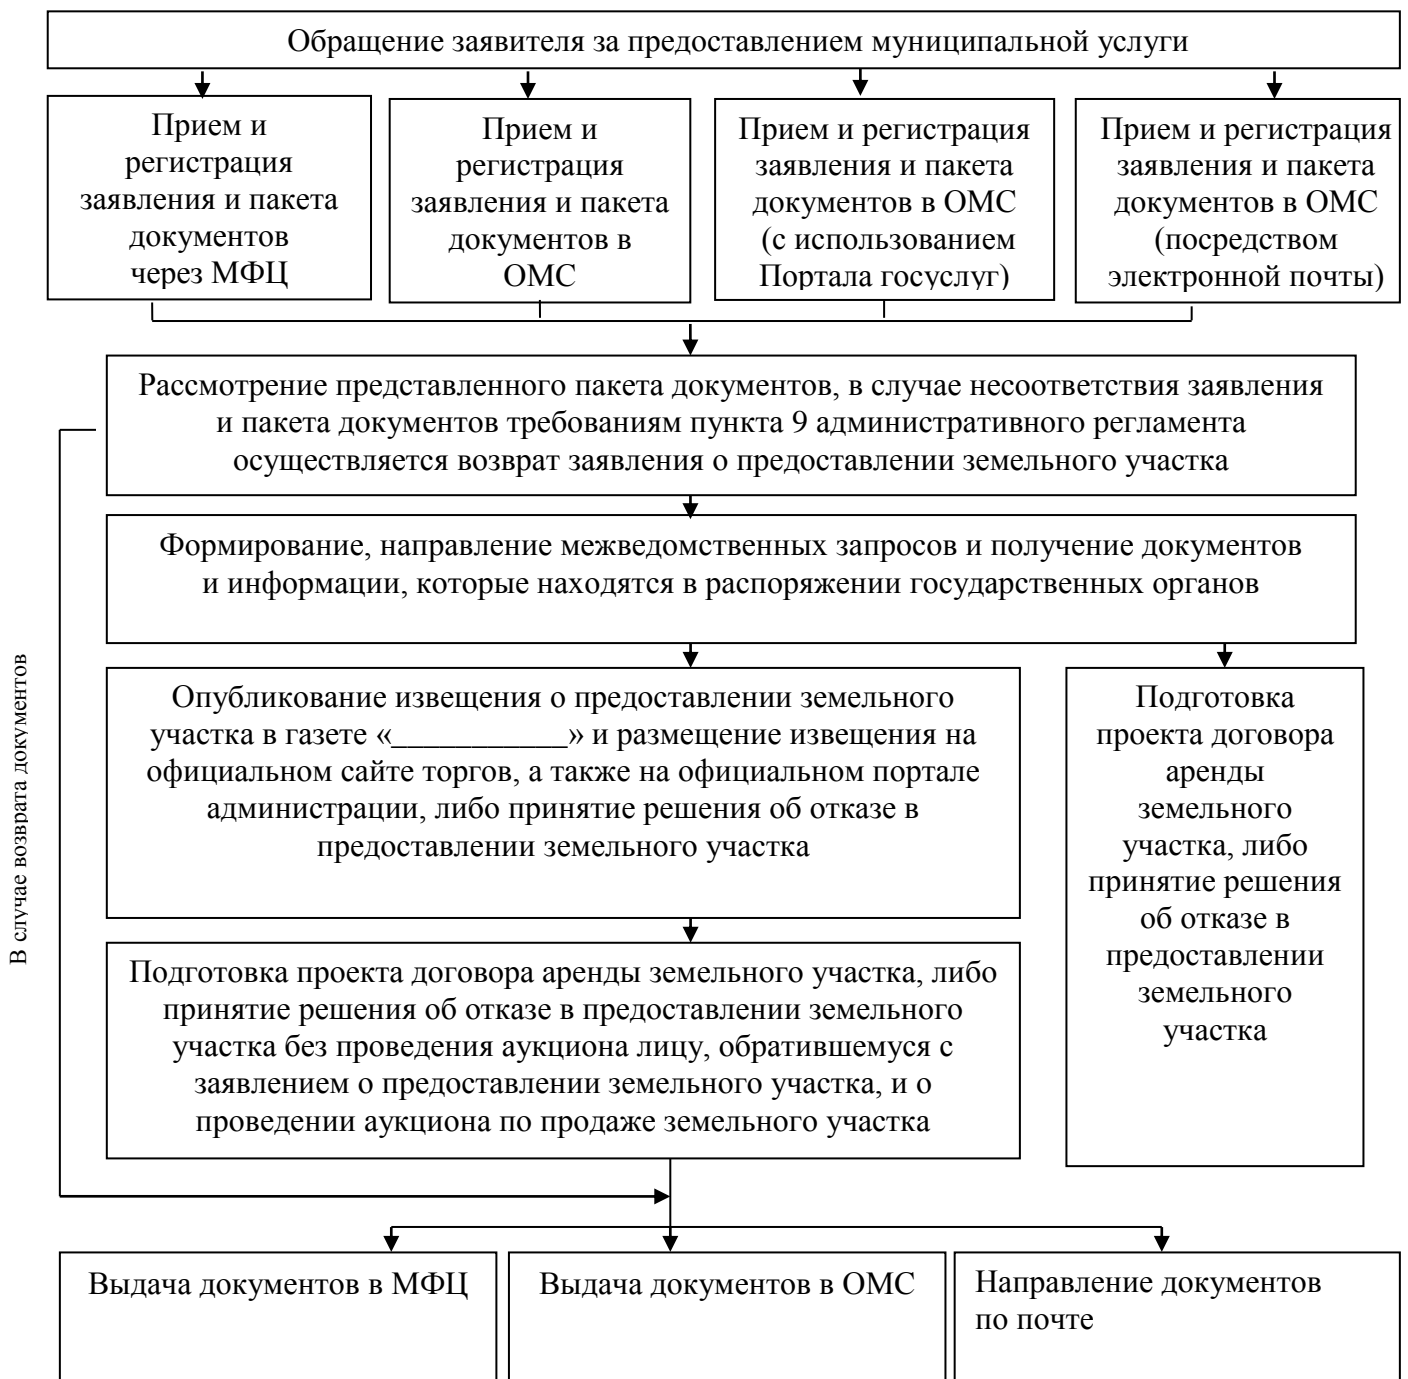 Обращение заявителя за предоставлением муниципальной услуги
Прием и
регистрация
заявления и пакета
документов
через МФЦ
Прием и
регистрация
заявления и пакета
документов в
ОМС
Прием и регистрация
заявления и пакета
документов в ОМС
(с использованием
Портала госуслуг)
Прием и регистрация
заявления и пакета
документов в ОМС
(посредством
электронной почты)
Рассмотрение представленного пакета документов, в случае несоответствия заявления
и пакета документов требованиям пункта 9 административного регламента
осуществляется возврат заявления о предоставлении земельного участка
Формирование, направление межведомственных запросов и получение документов
и информации, которые находятся в распоряжении государственных органов
В случае возврата документов
Опубликование извещения о предоставлении земельного
участка в газете «___________» и размещение извещения на
официальном сайте торгов, а также на официальном портале
администрации, либо принятие решения об отказе в
предоставлении земельного участка
Подготовка
проекта договора
аренды
земельного
участка, либо
принятие решения
об отказе в
предоставлении
земельного
участка
Подготовка проекта договора аренды земельного участка, либо
принятие решения об отказе в предоставлении земельного
участка без проведения аукциона лицу, обратившемуся с
заявлением о предоставлении земельного участка, и о
проведении аукциона по продаже земельного участка
Выдача документов в МФЦ
Выдача документов в ОМС
Направление документов
по почте